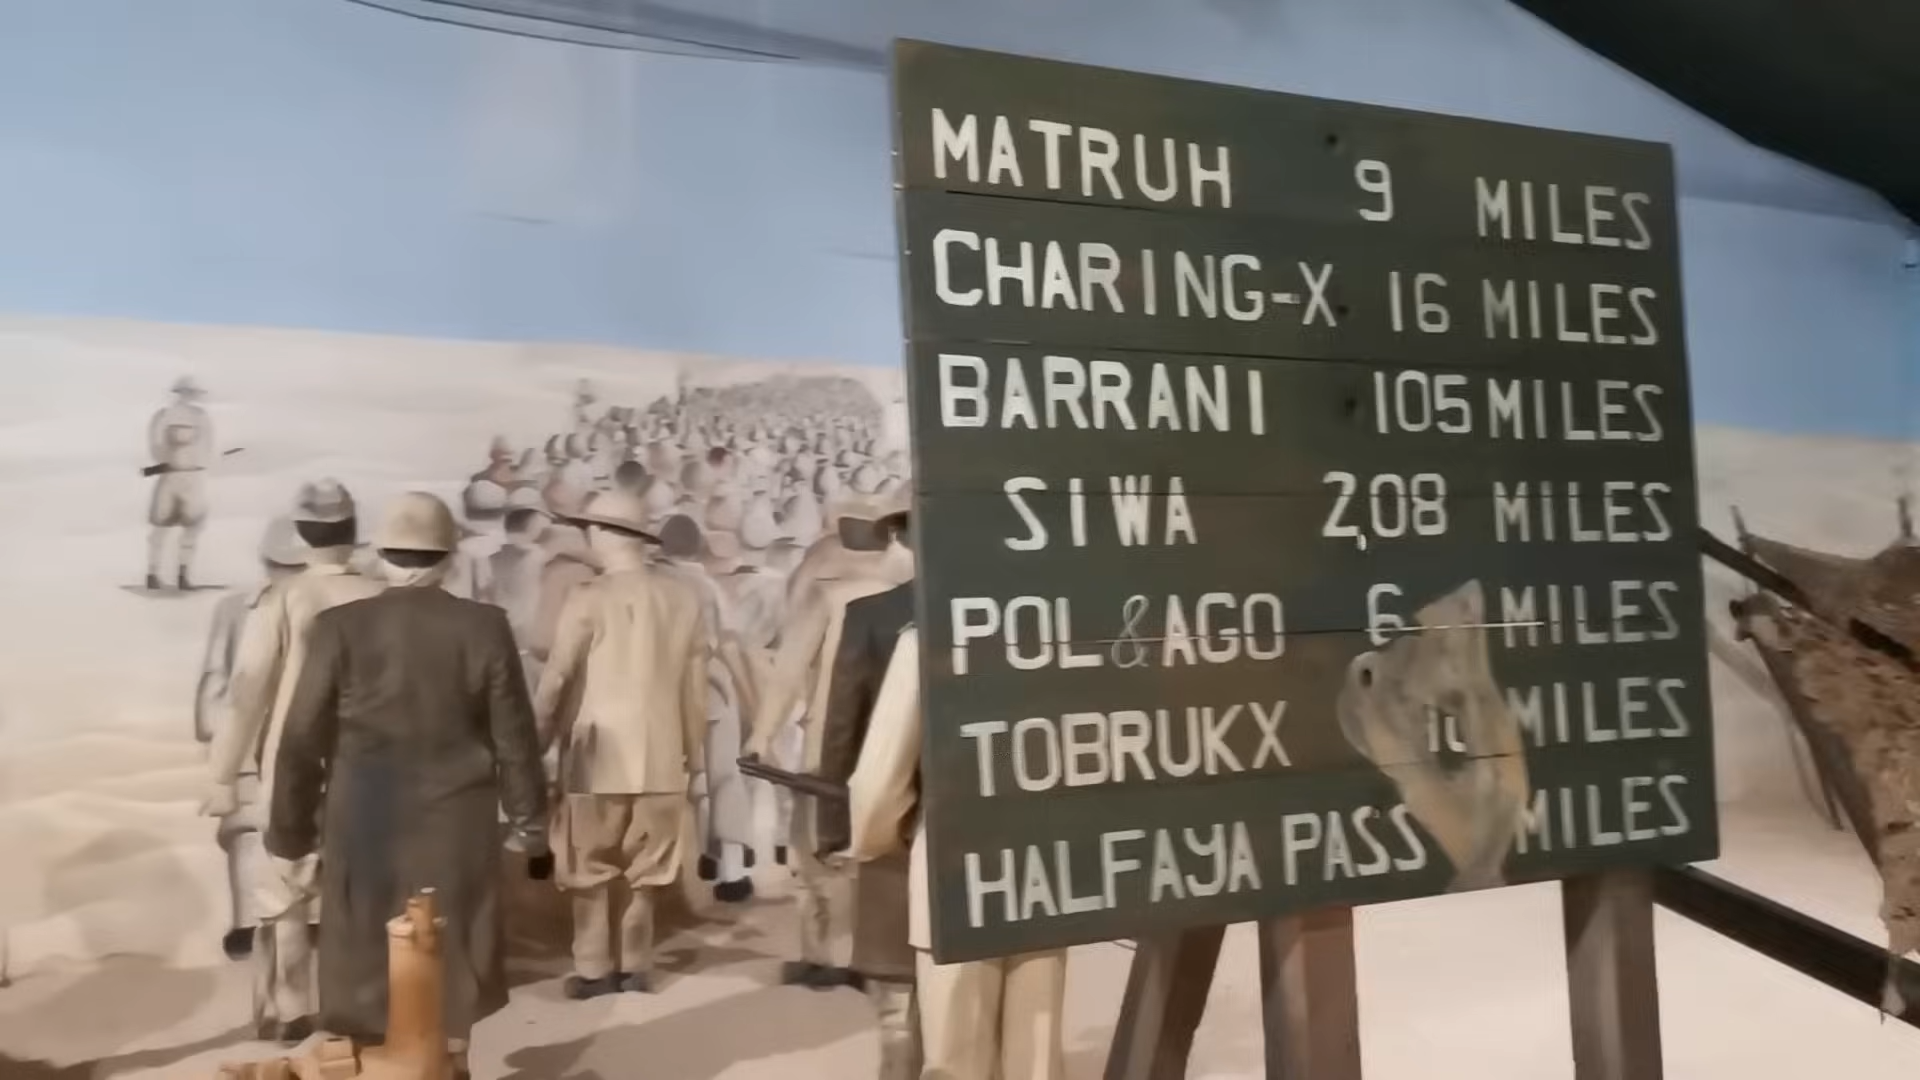 MATRUH 9 MILES
CHARING-X 16 MILES
BARRANI 105 MILES
SIWA 2,08 MILES
POL & AGO 6 MILES
TOBRUKX MILES
HALFAYA PASS MILES